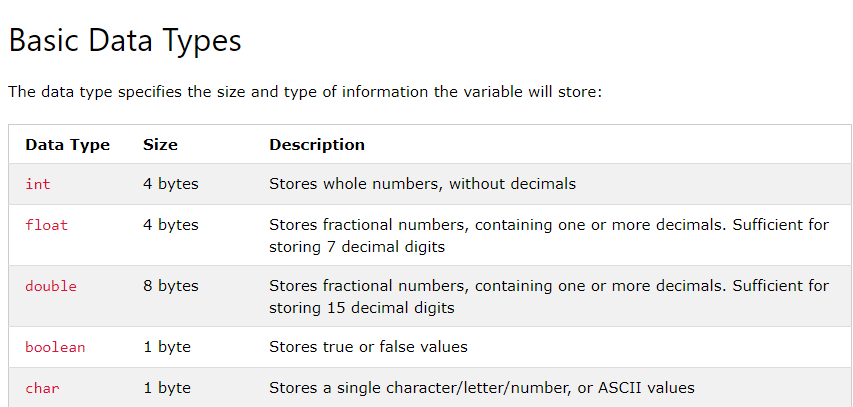 Basic Data Types
The data type specifies the size and type of information the variable will store:
Data Type Size Description
int 4 bytes Stores whole numbers, without decimals
float 4 bytes Stores fractional numbers, containing one or more decimals. Sufficient for
storing 7 decimal digits
double 8 bytes Stores fractional numbers, containing one or more decimals. Sufficient for
storing 15 decimal digits
boolean 1 byte Stores true or false values
char 1 byte Stores a single character/letter/number, or ASCII values